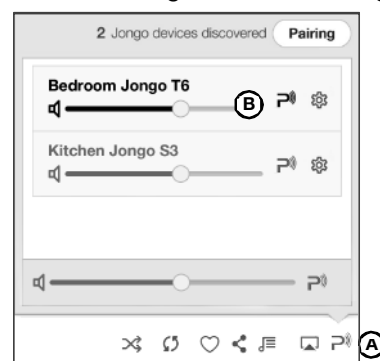 2 Jongo devices discovered Pairing
Bedroom Jongo T6
B
Kitchen Jongo S3
A